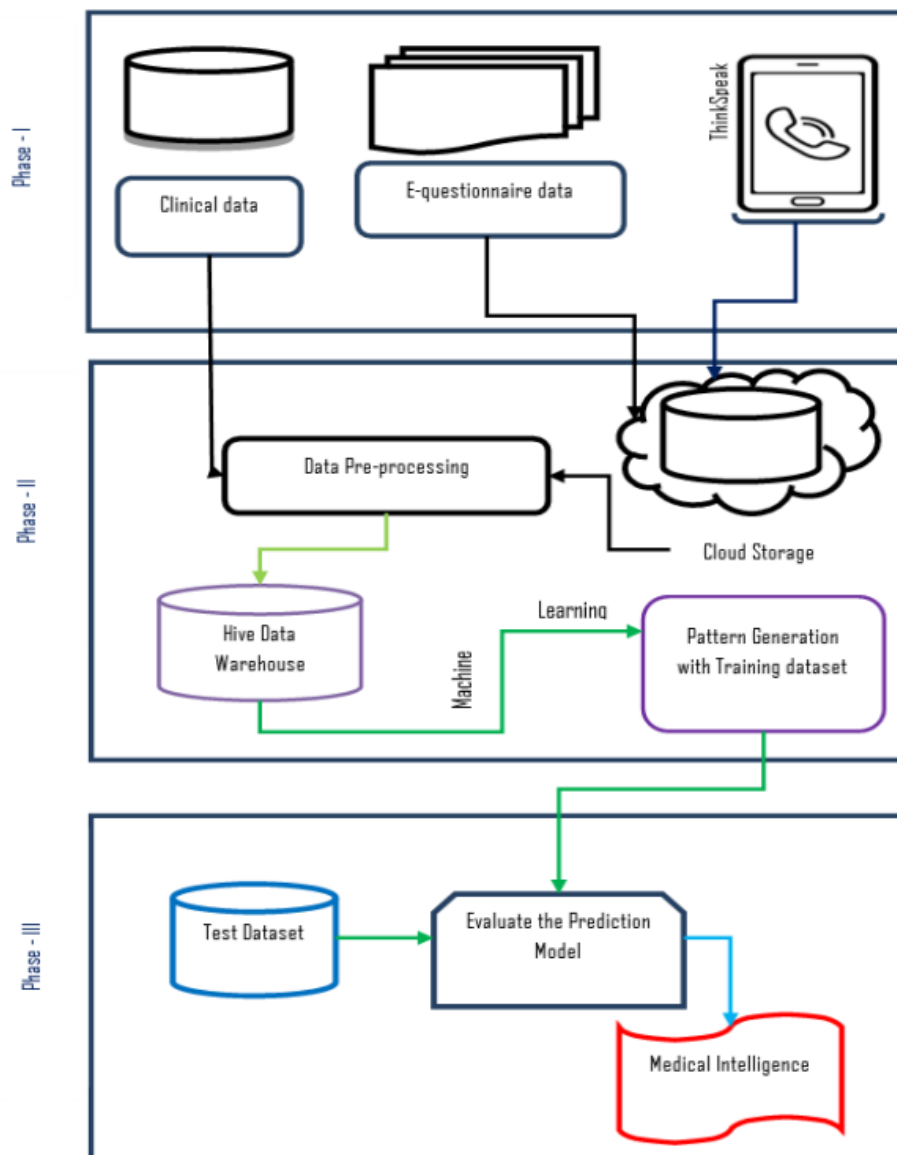 Phase - I
ThinkSpeak
Clinical data
E-questionnaire data
Phase - II
Data Pre-processing
Cloud Storage
Hive Data
Warehouse
Machine
Learning
Pattern Generation
with Training dataset
Phase - III
Test Dataset
Evaluate the Prediction
Model
Medical Intelligence